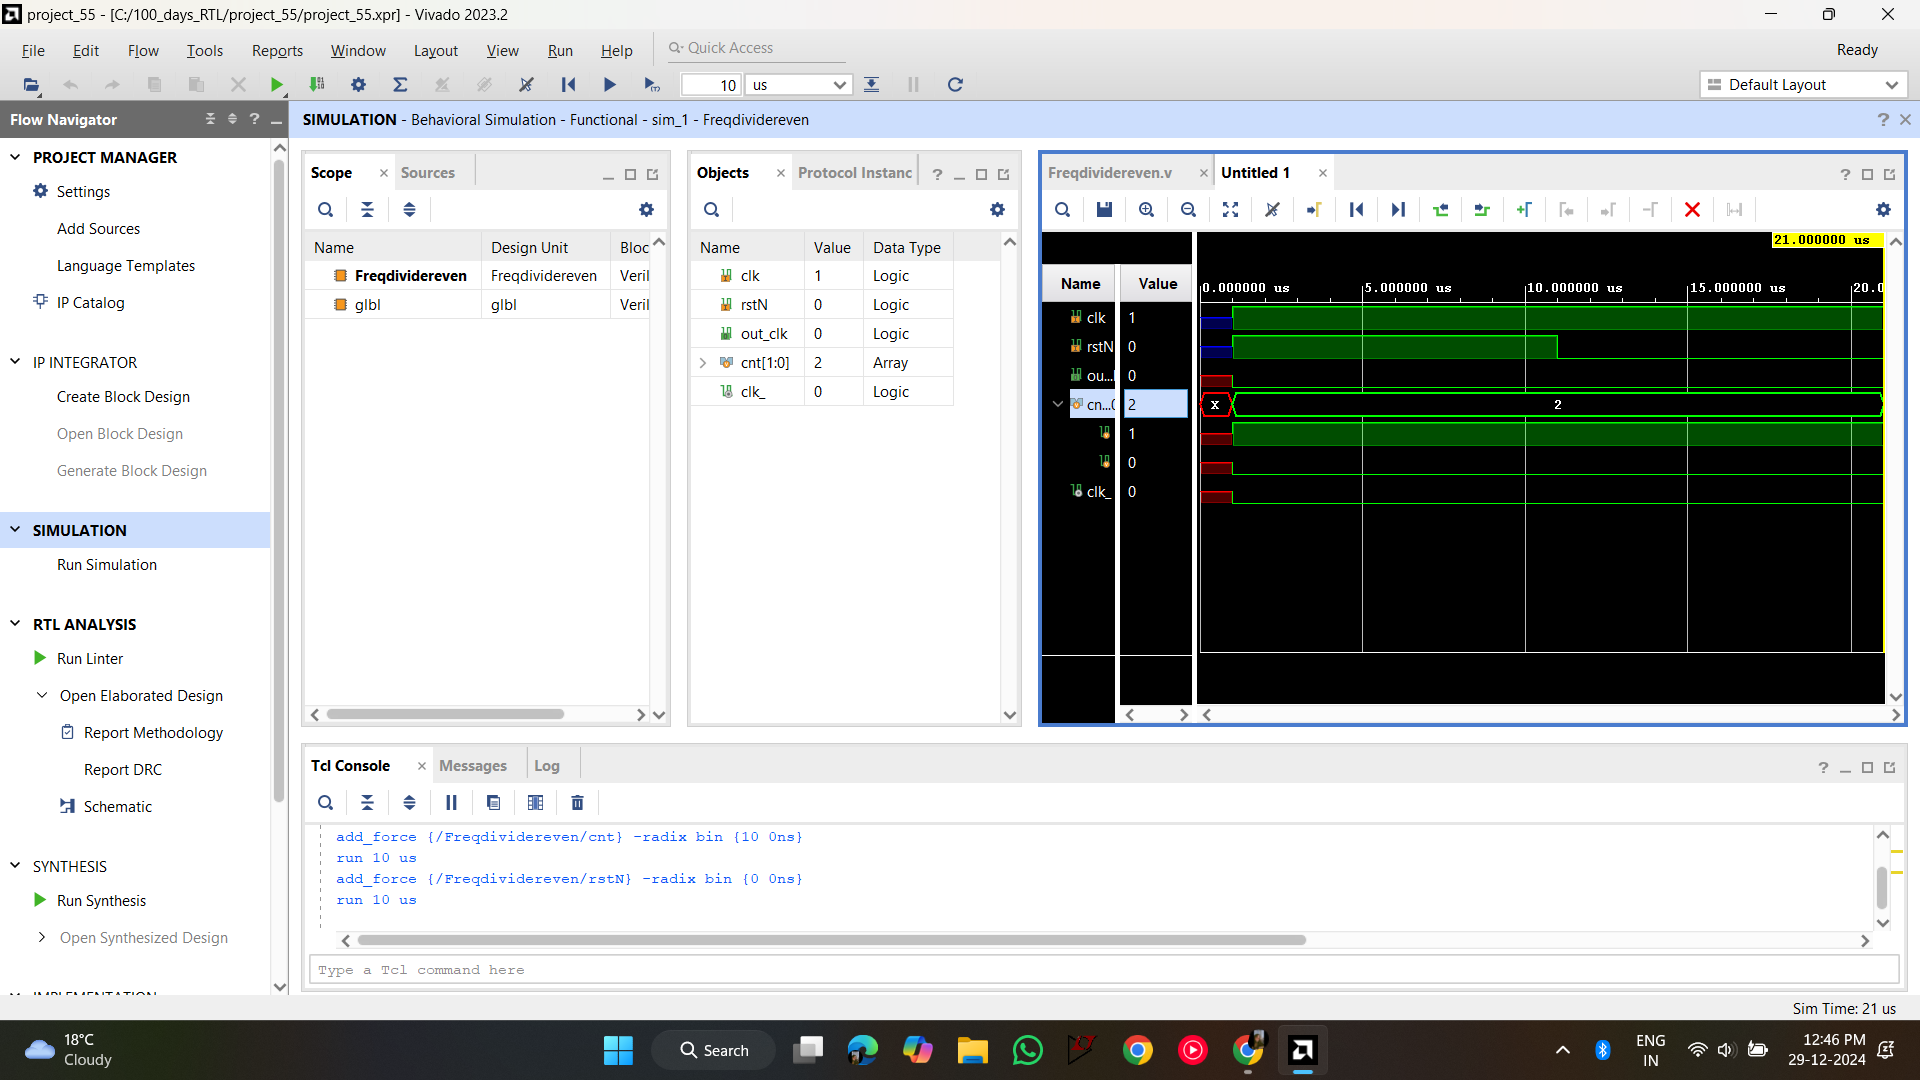 project_55 - [C:/100_days_RTL/project_55/project_55.xpr] - Vivado 2023.2
File Edit Flow Tools Reports Window Layout View Run Help Quick Access
Ready
10 us
Default Layout
Flow Navigator
SIMULATION - Behavioral Simulation - Functional - sim_1 - Freqdividereven
PROJECT MANAGER
Settings
Add Sources
Language Templates
IP Catalog
IP INTEGRATOR
Create Block Design
Open Block Design
Generate Block Design
SIMULATION
Run Simulation
RTL ANALYSIS
Run Linter
Open Elaborated Design
Report Methodology
Report DRC
Schematic
SYNTHESIS
Run Synthesis
Open Synthesized Design
IMPLEMENTATION
Scope Sources
Name Design Unit Bloc
Freqdividereven Freqdividereven Veril
glbl glbl Veril
Objects Protocol Instanc
Name Value Data Type
clk 1 Logic
rstN 0 Logic
out_clk 0 Logic
cnt[1:0] 2 Array
clk_ 0 Logic
Freqdividereven.v Untitled 1
21.000000 us
Name Value
0.000000 us 5.000000 us 10.000000 us 15.000000 us 20.0
clk 1
rstN 0
ou... 0
cn...0 2 X 2
1
0
clk_ 0
Tcl Console Messages Log
add_force {/Freqdividereven/cnt} -radix bin {10 0ns}
run 10 us
add_force {/Freqdividereven/rstN} -radix bin {0 0ns}
run 10 us
Type a Tcl command here
Sim Time: 21 us
18°C
Cloudy
Search
ENG
IN
12:46 PM
29-12-2024